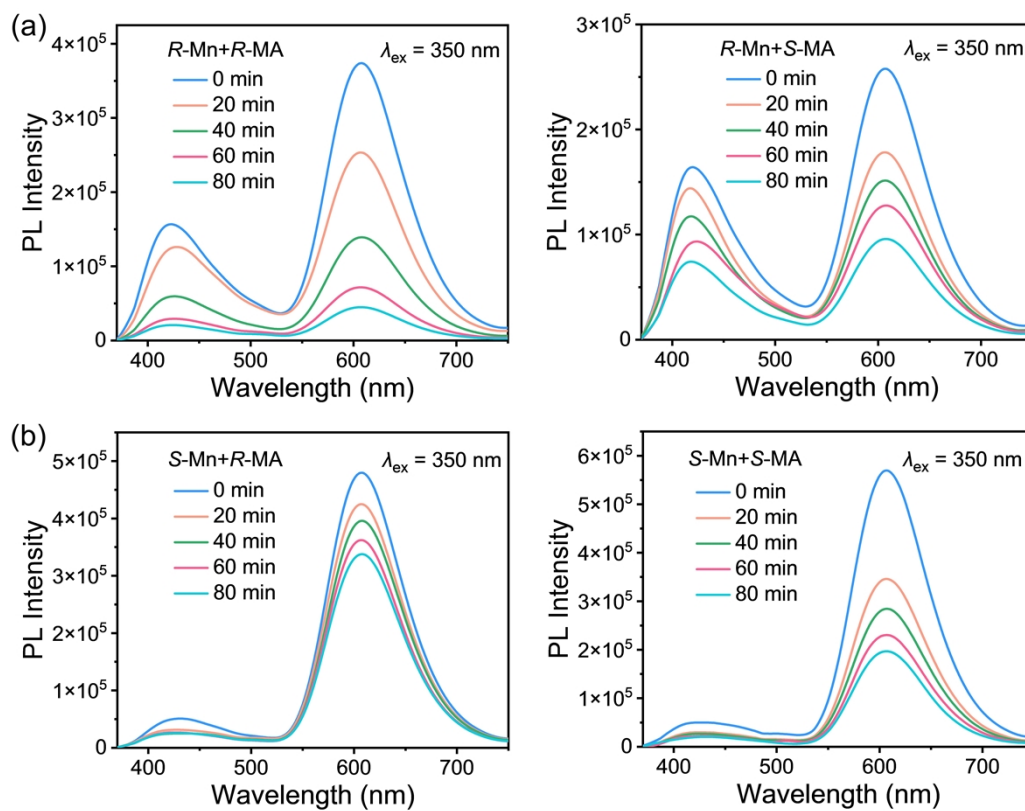 (a)
R-Mn+R-MA
λex = 350 nm
0 min
20 min
40 min
60 min
80 min
4×10⁵
3×10⁵
2×10⁵
1×10⁵
0
PL Intensity
400 500 600 700
Wavelength (nm)
R-Mn+S-MA
λex = 350 nm
0 min
20 min
40 min
60 min
80 min
3×10⁵
2×10⁵
1×10⁵
0
PL Intensity
400 500 600 700
Wavelength (nm)
(b)
S-Mn+R-MA
λex = 350 nm
0 min
20 min
40 min
60 min
80 min
5×10⁵
4×10⁵
3×10⁵
2×10⁵
1×10⁵
0
PL Intensity
400 500 600 700
Wavelength (nm)
S-Mn+S-MA
λex = 350 nm
0 min
20 min
40 min
60 min
80 min
6×10⁵
5×10⁵
4×10⁵
3×10⁵
2×10⁵
1×10⁵
0
PL Intensity
400 500 600 700
Wavelength (nm)